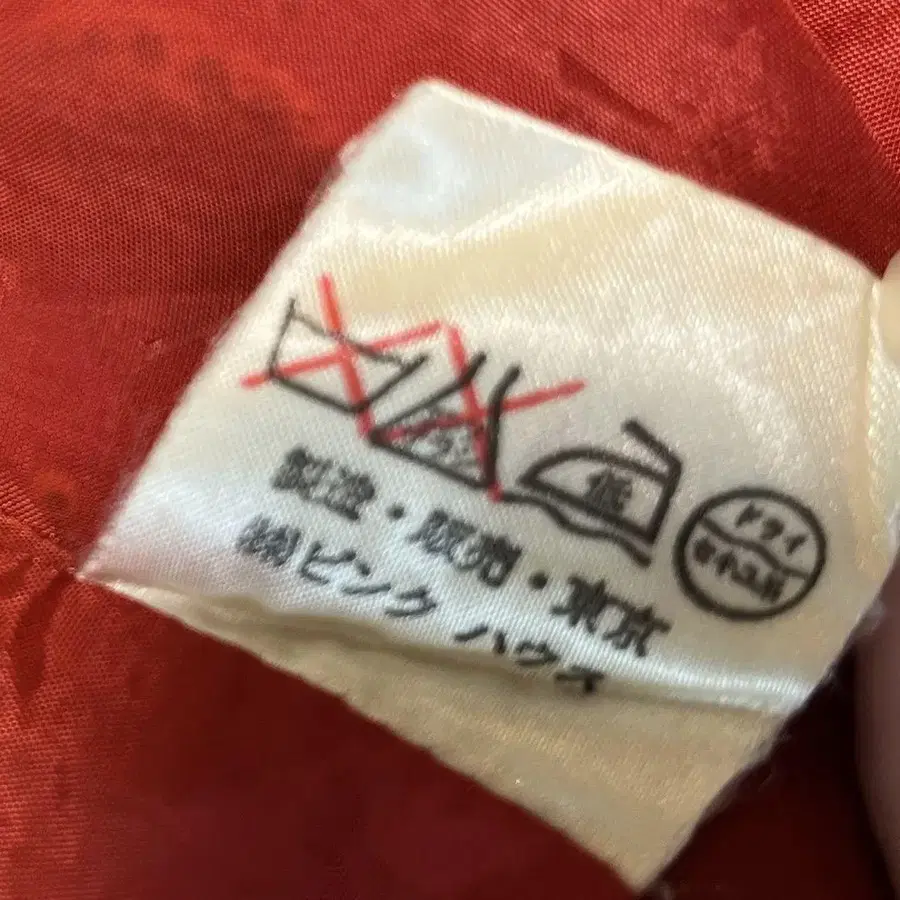 低
ドライ
製造・販売・東京
㈱ピンク ハウス